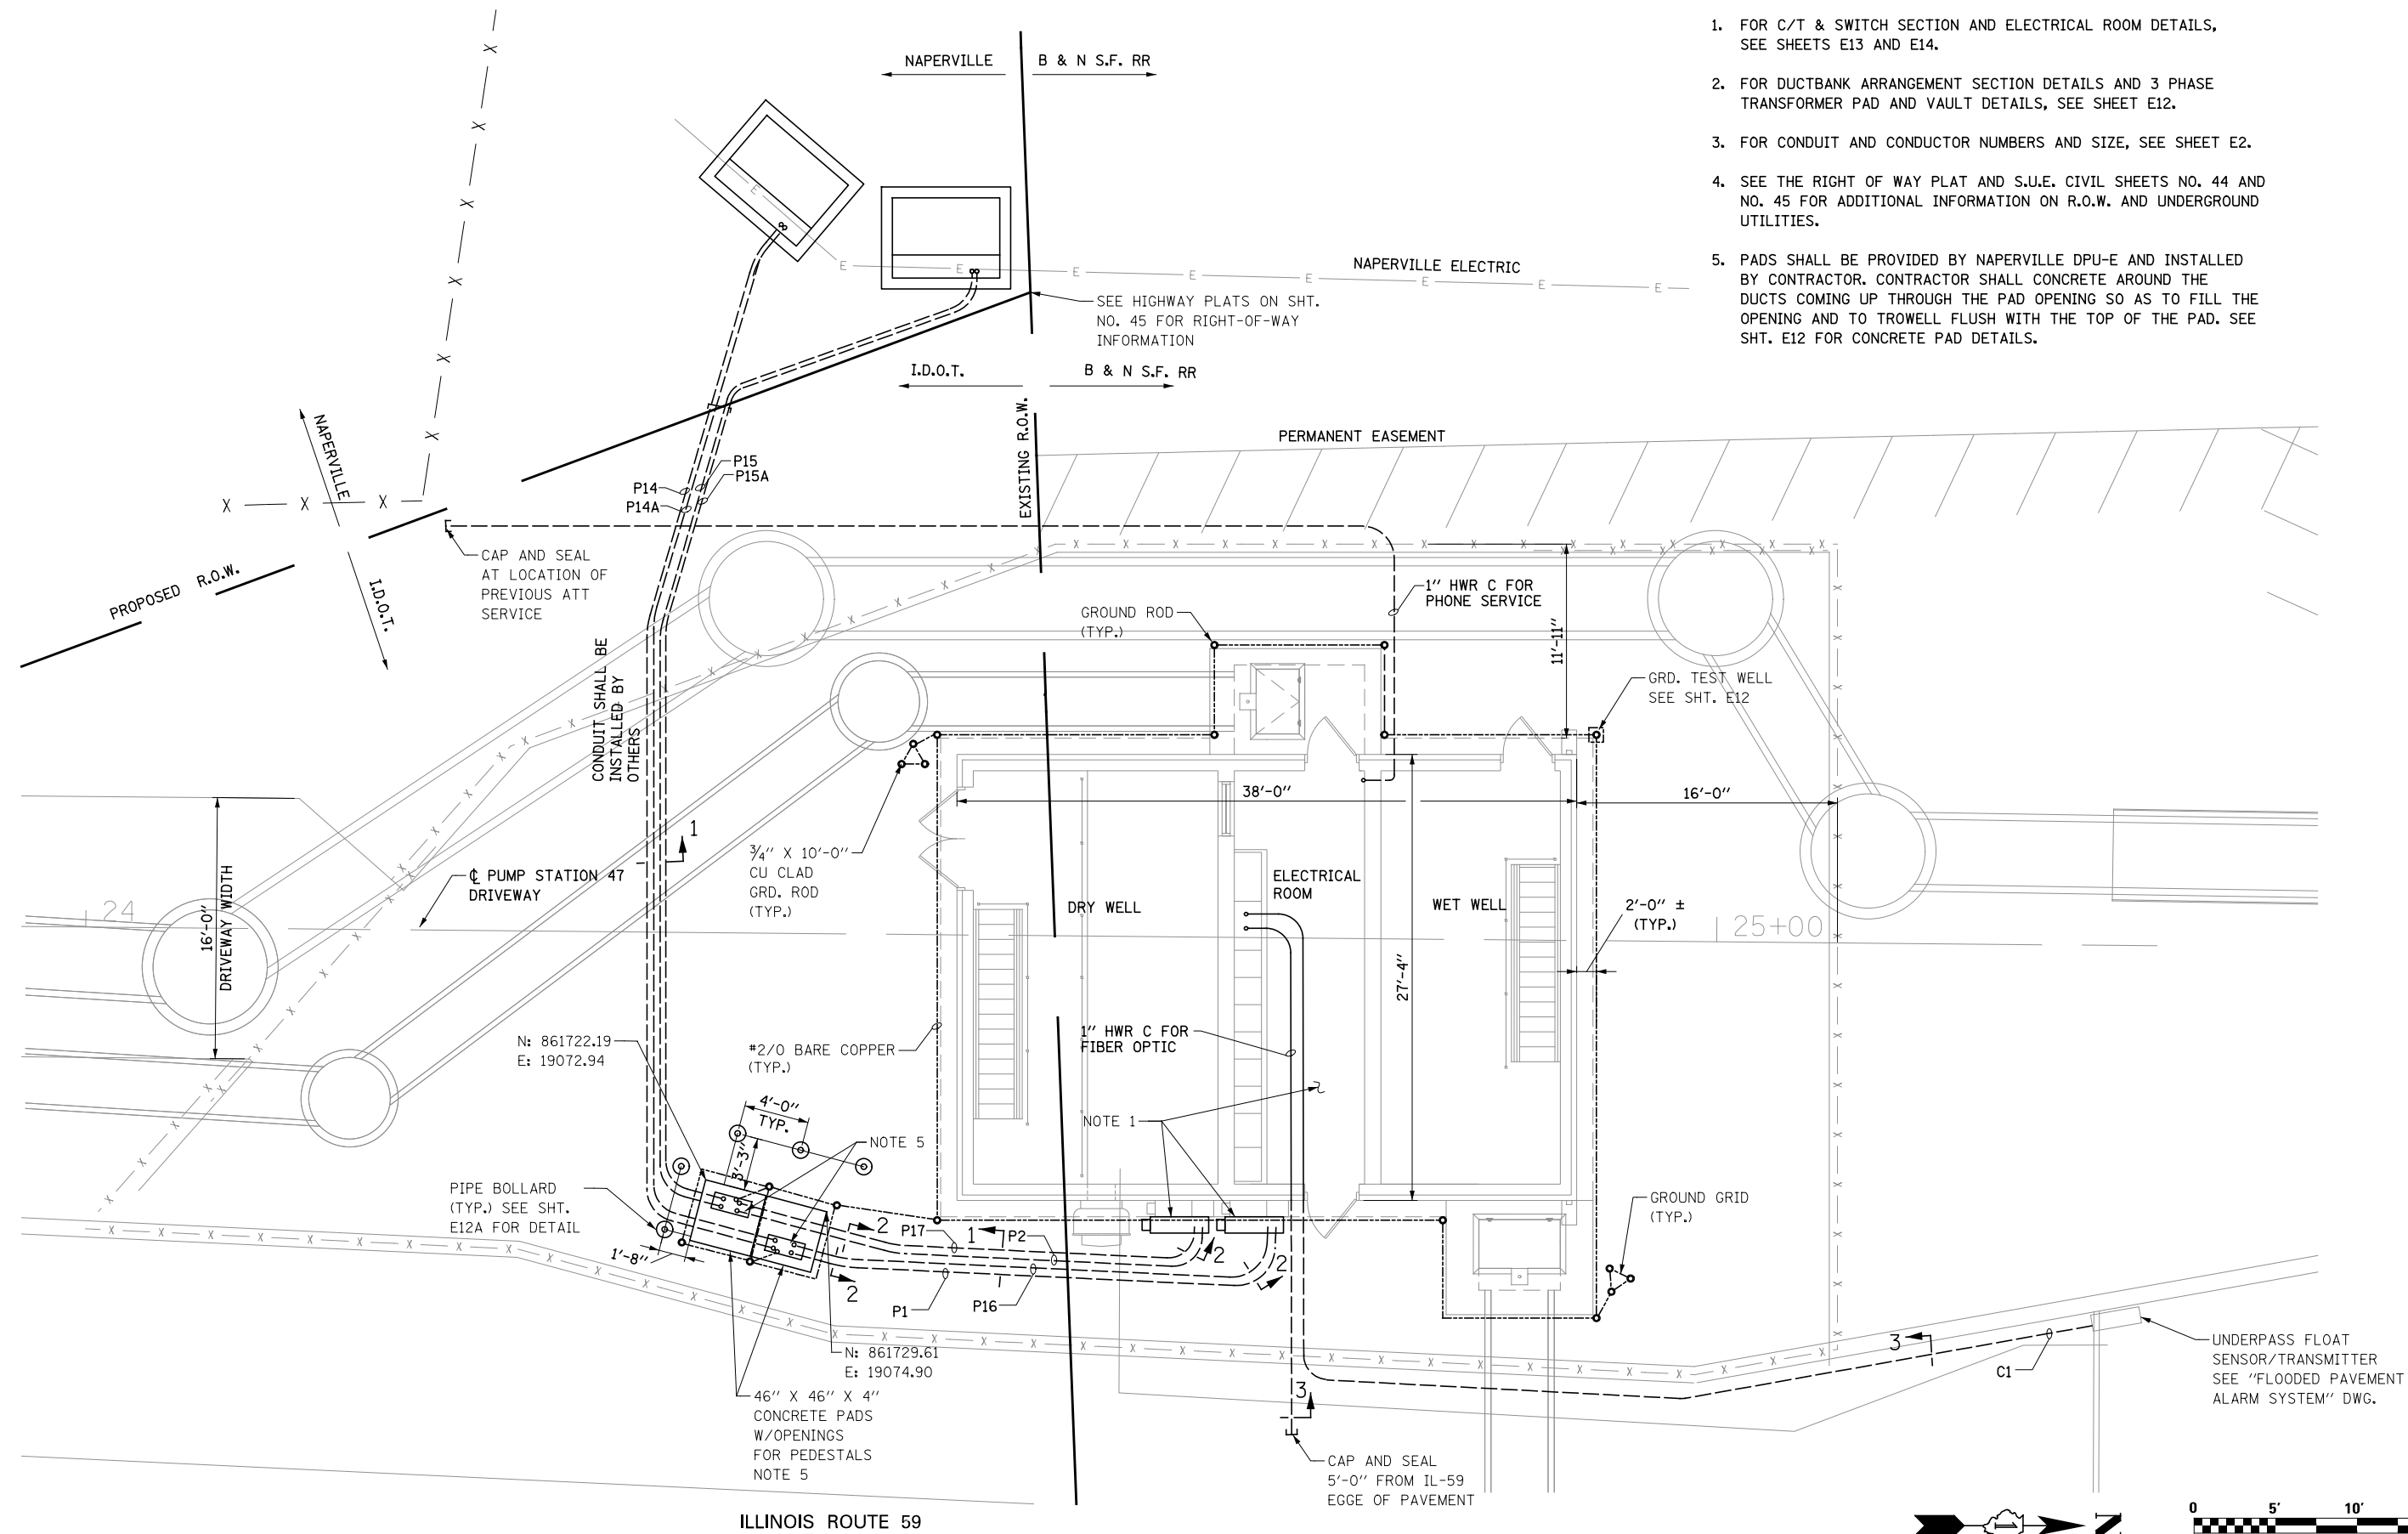 1. FOR C/T & SWITCH SECTION AND ELECTRICAL ROOM DETAILS,
SEE SHEETS E13 AND E14.
2. FOR DUCTBANK ARRANGEMENT SECTION DETAILS AND 3 PHASE
TRANSFORMER PAD AND VAULT DETAILS, SEE SHEET E12.
3. FOR CONDUIT AND CONDUCTOR NUMBERS AND SIZE, SEE SHEET E2.
4. SEE THE RIGHT OF WAY PLAT AND S.U.E. CIVIL SHEETS NO. 44 AND
NO. 45 FOR ADDITIONAL INFORMATION ON R.O.W. AND UNDERGROUND
UTILITIES.
5. PADS SHALL BE PROVIDED BY NAPERVILLE DPU-E AND INSTALLED
BY CONTRACTOR. CONTRACTOR SHALL CONCRETE AROUND THE
DUCTS COMING UP THROUGH THE PAD OPENING SO AS TO FILL THE
OPENING AND TO TROWELL FLUSH WITH THE TOP OF THE PAD. SEE
SHT. E12 FOR CONCRETE PAD DETAILS.
NAPERVILLE
B & N S.F. RR
E
E E E E E E E E
NAPERVILLE ELECTRIC
SEE HIGHWAY PLATS ON SHT.
NO. 45 FOR RIGHT-OF-WAY
INFORMATION
I.D.O.T.
B & N S.F. RR
EXISTING R.O.W.
PERMANENT EASEMENT
NAPERVILLE
I.D.O.T.
PROPOSED R.O.W.
P15
P15A
P14
P14A
CAP AND SEAL
AT LOCATION OF
PREVIOUS ATT
SERVICE
1" HWR C FOR
PHONE SERVICE
GROUND ROD
(TYP.)
11'-11"
GRD. TEST WELL
SEE SHT. E12
CONDUIT SHALL BE
INSTALLED BY
OTHERS
38'-0"
16'-0"
1
¾" X 10'-0"
CU CLAD
GRD. ROD
(TYP.)
℄ PUMP STATION 47
DRIVEWAY
16'-0"
DRIVEWAY WIDTH
24
DRY WELL
ELECTRICAL
ROOM
WET WELL
2'-0" ±
(TYP.)
25+00
27'-4"
N: 861722.19
E: 19072.94
#2/0 BARE COPPER
(TYP.)
1" HWR C FOR
FIBER OPTIC
NOTE 1
4'-0"
TYP.
3'-3"
NOTE 5
PIPE BOLLARD
(TYP.) SEE SHT.
E12A FOR DETAIL
1'-8"
2
2
P17
1
P2
2
2
P1
P16
GROUND GRID
(TYP.)
N: 861729.61
E: 19074.90
46" X 46" X 4"
CONCRETE PADS
W/OPENINGS
FOR PEDESTALS
NOTE 5
3
3
C1
UNDERPASS FLOAT
SENSOR/TRANSMITTER
SEE "FLOODED PAVEMENT
ALARM SYSTEM" DWG.
CAP AND SEAL
5'-0" FROM IL-59
EGGE OF PAVEMENT
ILLINOIS ROUTE 59
N
0 5' 10'